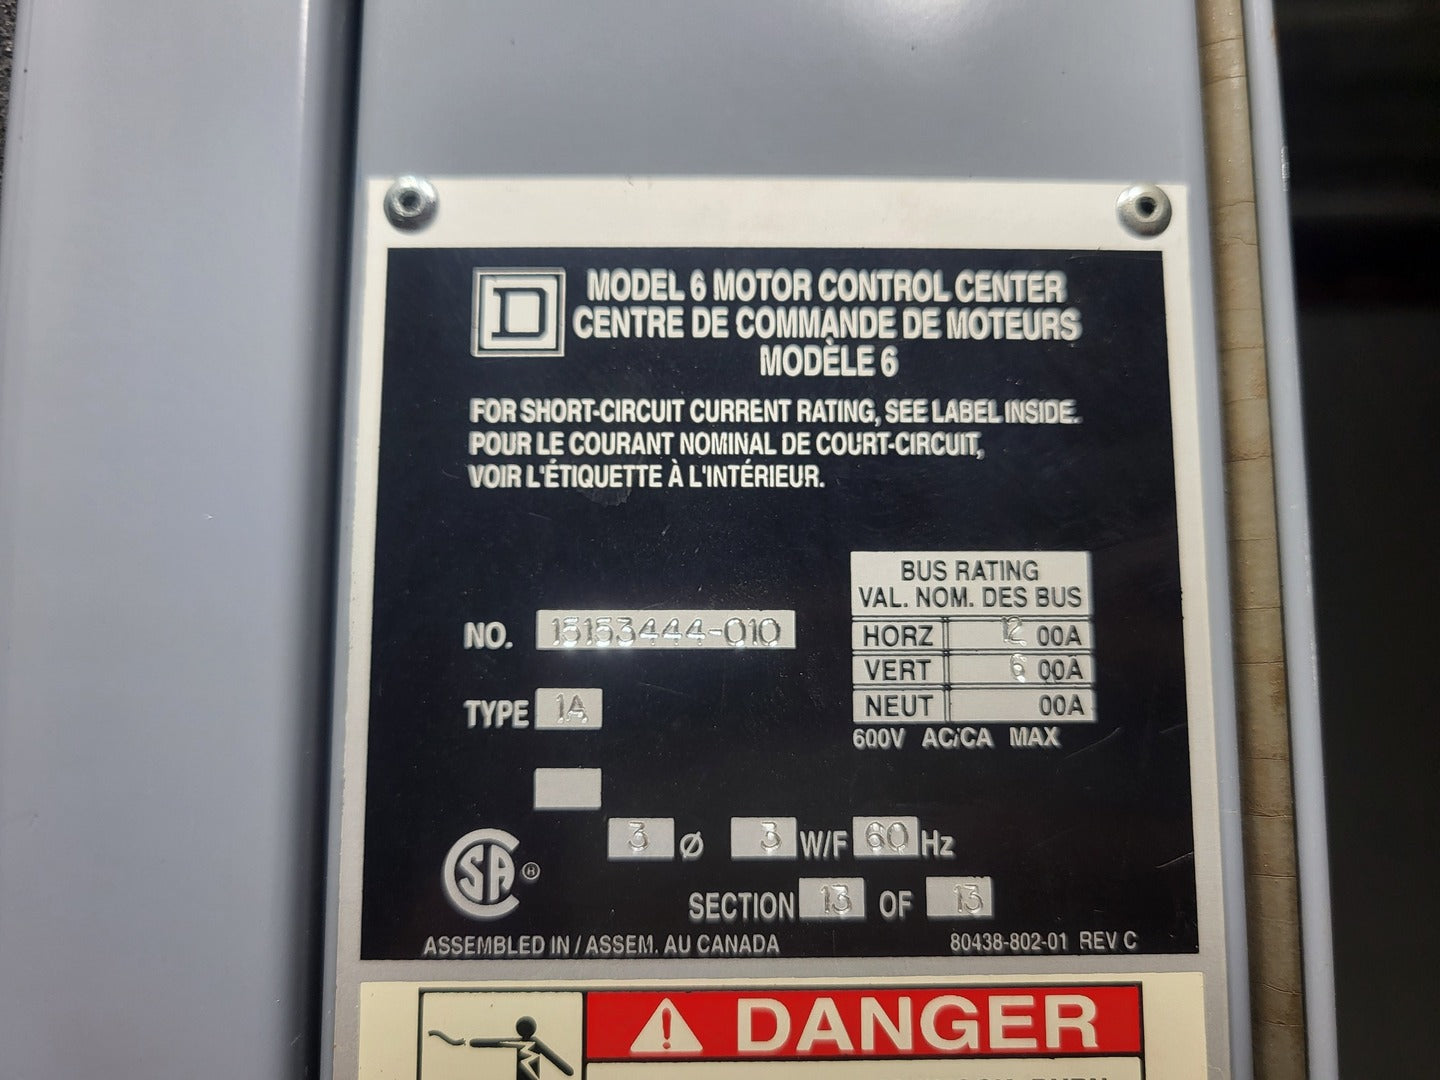 D
MODEL 6 MOTOR CONTROL CENTER
CENTRE DE COMMANDE DE MOTEURS
MODÈLE 6
FOR SHORT-CIRCUIT CURRENT RATING, SEE LABEL INSIDE.
POUR LE COURANT NOMINAL DE COURT-CIRCUIT,
VOIR L'ÉTIQUETTE À L'INTÉRIEUR.
BUS RATING
VAL. NOM. DES BUS
HORZ 12 00A
VERT 6 00A
NEUT 00A
600V AC/CA MAX
NO. 15153444-010
TYPE 1A
3 Ø 3 W/F 60 Hz
SECTION 13 OF 13
SA ®
ASSEMBLED IN / ASSEM. AU CANADA
80438-802-01 REV C
DANGER